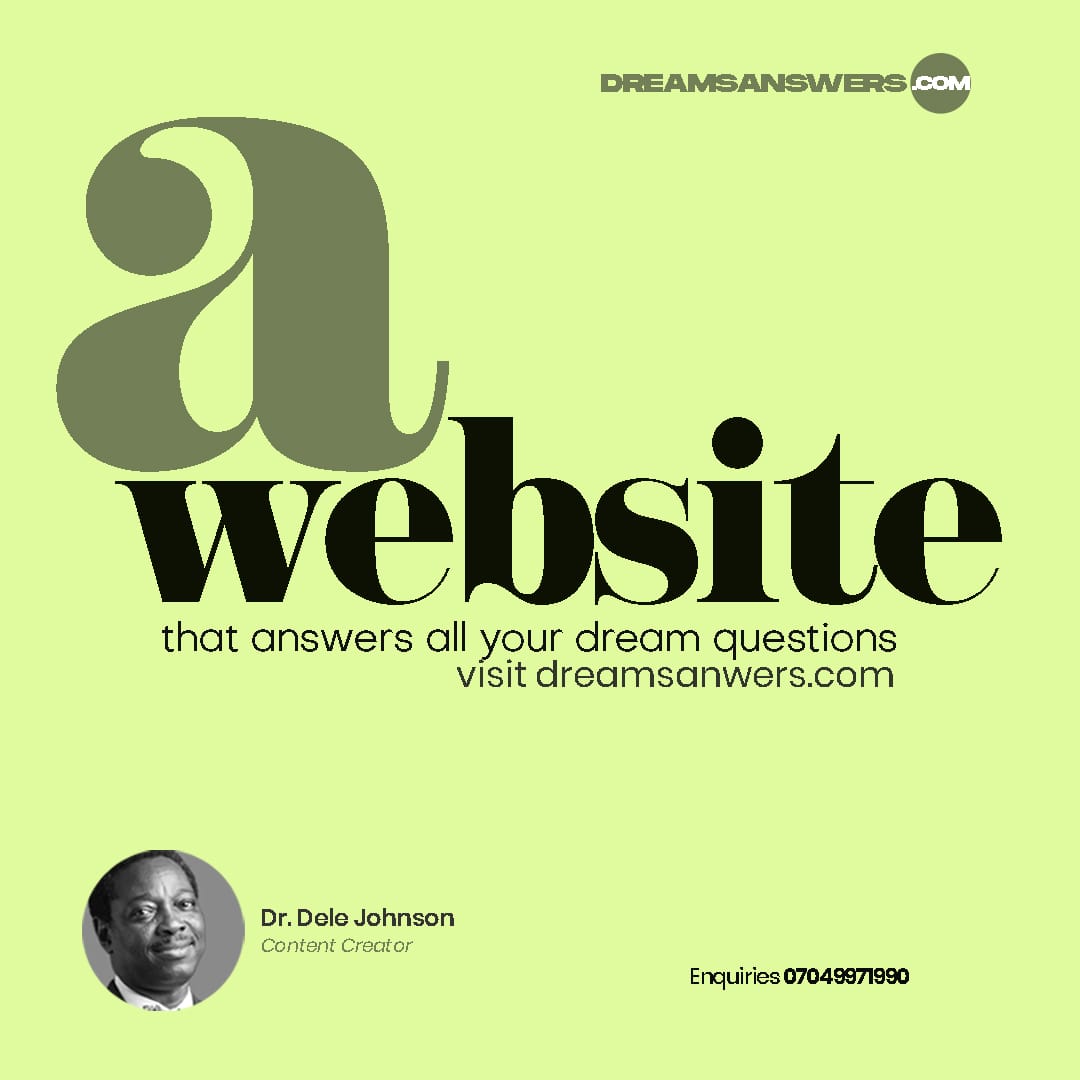 DREAMSANSWERS .COM
a
website
that answers all your dream questions
visit dreamsanwers.com
Dr. Dele Johnson
Content Creator
Enquiries 07049971990